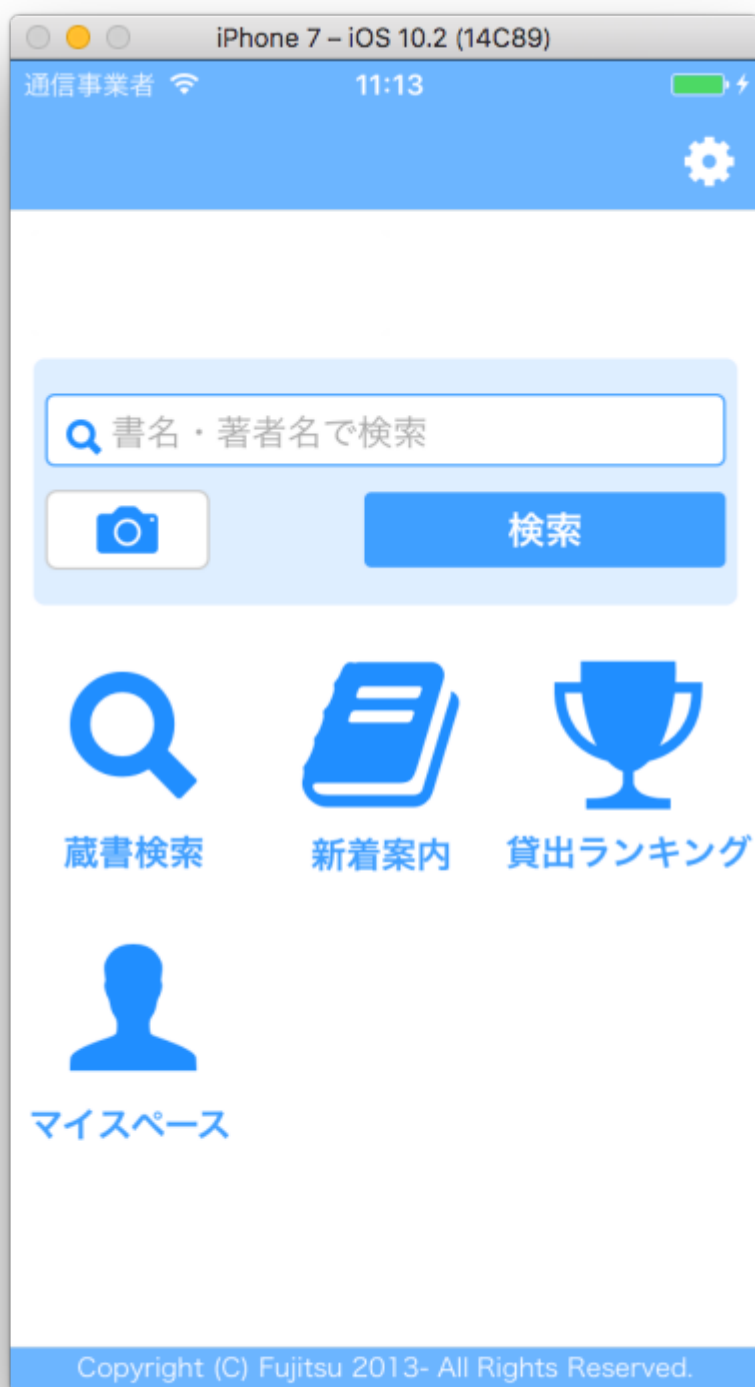 iPhone 7 – iOS 10.2 (14C89)
通信事業者 11:13
書名・著者名で検索
検索
蔵書検索 新着案内 貸出ランキング
マイスペース
Copyright (C) Fujitsu 2013- All Rights Reserved.